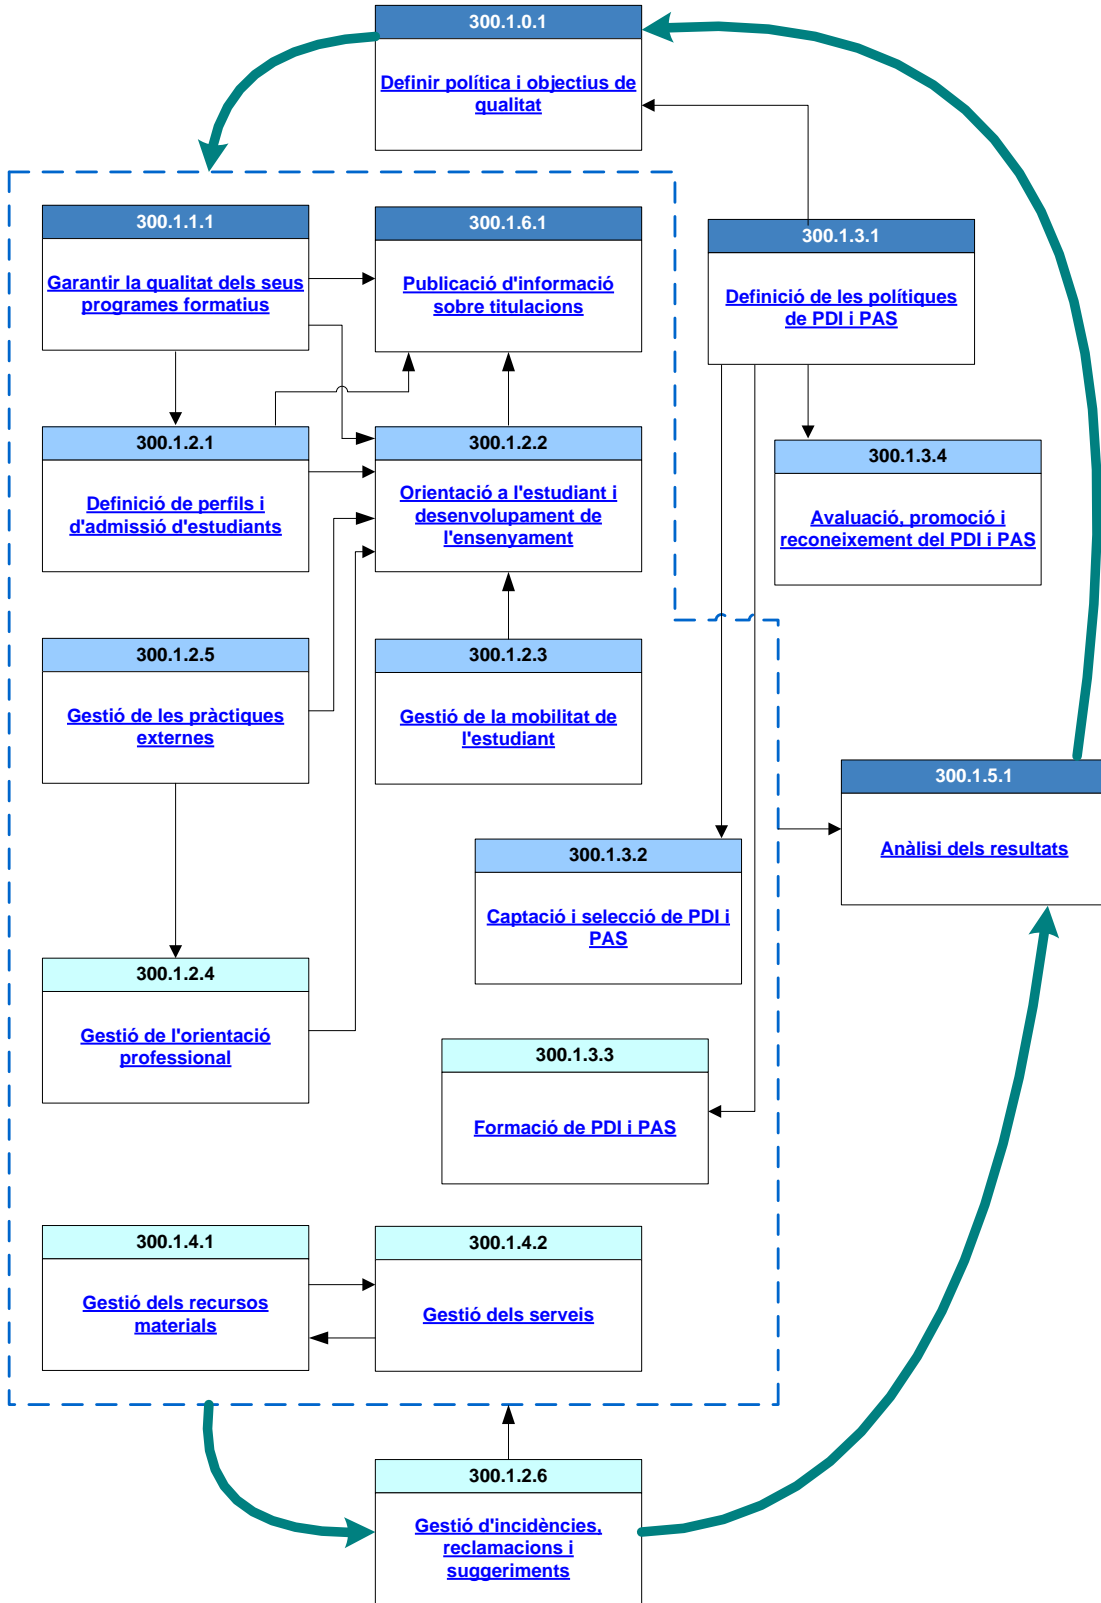 300.1.0.1
Definir política i objectius de
qualitat
300.1.1.1
Garantir la qualitat dels seus
programes formatius
300.1.6.1
Publicació d'informació
sobre titulacions
300.1.3.1
Definició de les polítiques
de PDI i PAS
300.1.2.1
Definició de perfils i
d'admissió d'estudiants
300.1.2.2
Orientació a l'estudiant i
desenvolupament de
l'ensenyament
300.1.3.4
Avaluació, promoció i
reconeixement del PDI i PAS
300.1.2.5
Gestió de les pràctiques
externes
300.1.2.3
Gestió de la mobilitat de
l'estudiant
300.1.5.1
Anàlisi dels resultats
300.1.3.2
Captació i selecció de PDI i
PAS
300.1.2.4
Gestió de l'orientació
professional
300.1.3.3
Formació de PDI i PAS
300.1.4.1
Gestió dels recursos
materials
300.1.4.2
Gestió dels serveis
300.1.2.6
Gestió d'incidències,
reclamacions i
suggeriments